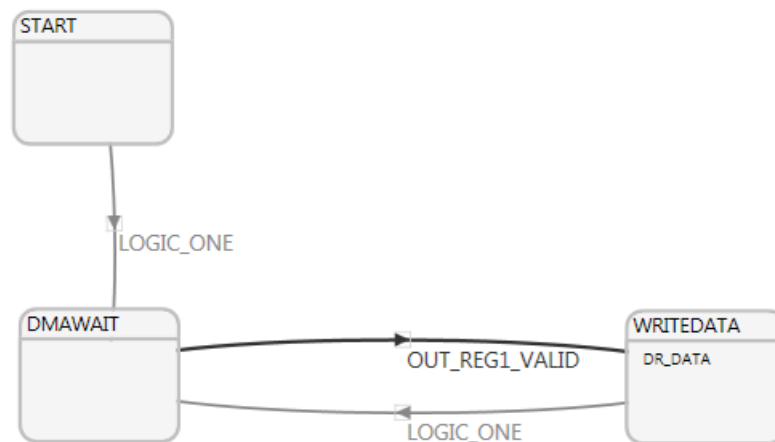 START
LOGIC_ONE
DMAWAIT
WRITEDATA
OUT_REG1_VALID
DR_DATA
LOGIC_ONE